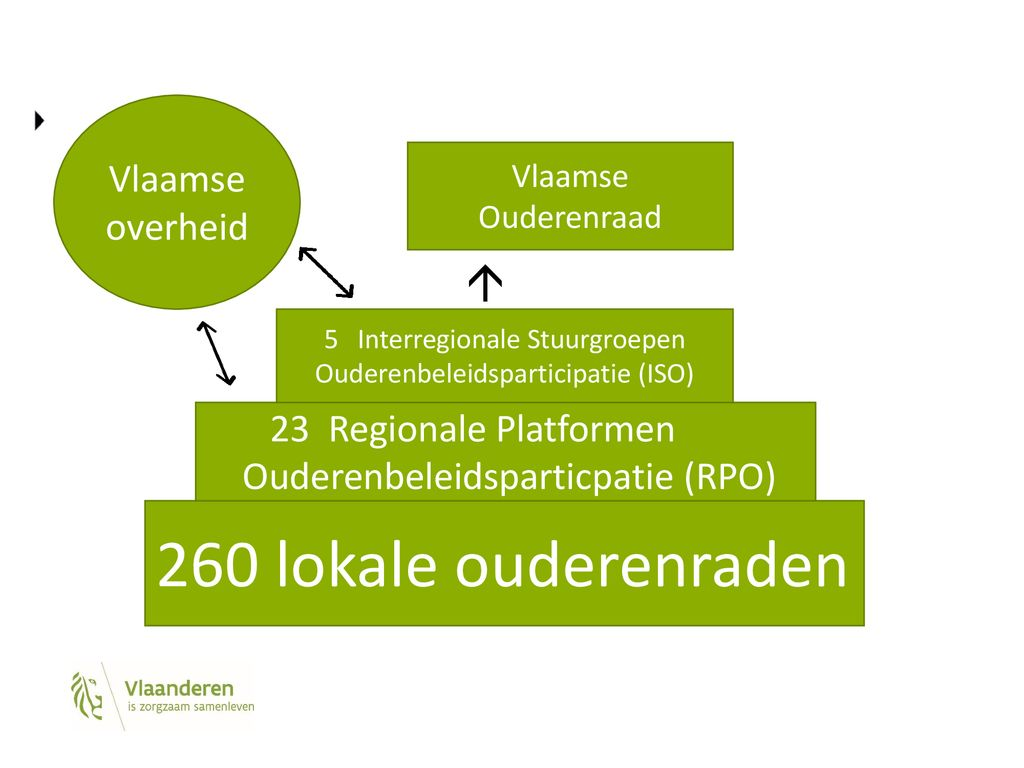 Vlaamse
overheid
Vlaamse
Ouderenraad
5 Interregionale Stuurgroepen
Ouderenbeleidsparticipatie (ISO)
23 Regionale Platformen
Ouderenbeleidsparticpatie (RPO)
260 lokale ouderenraden
Vlaanderen
is zorgzaam samenleven